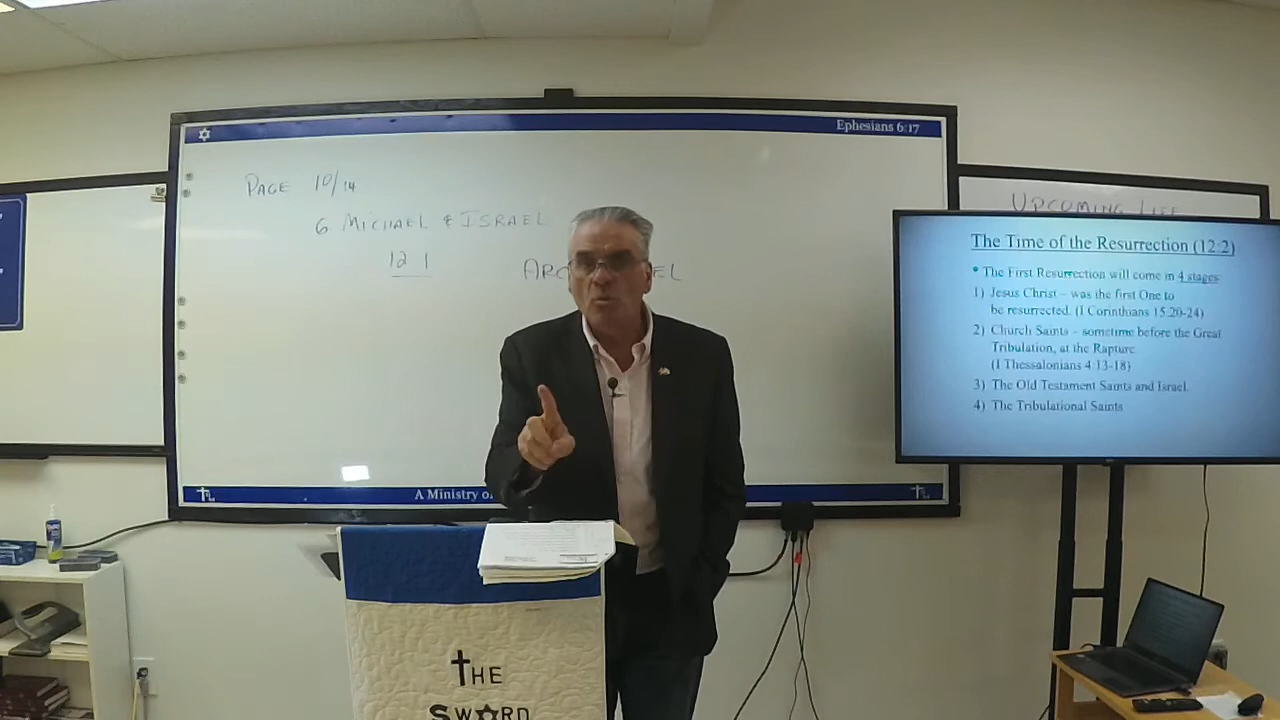 Ephesians 6:17
PAGE 10/14
6 MICHAEL & ISRAEL
12 1
A Ministry
UPCOMING
The Time of the Resurrection (12:2)
• The First Resurrection will come in 4 stages
1) Jesus Christ – was the first One to
be resurrected. (I Corinthians 15:20-24)
2) Church Saints – sometime before the Great
Tribulation, at the Rapture
(I Thessalonians 4:13-18)
3) The Old Testament Saints and Israel.
4) The Tribulational Saints
THE
SWORD